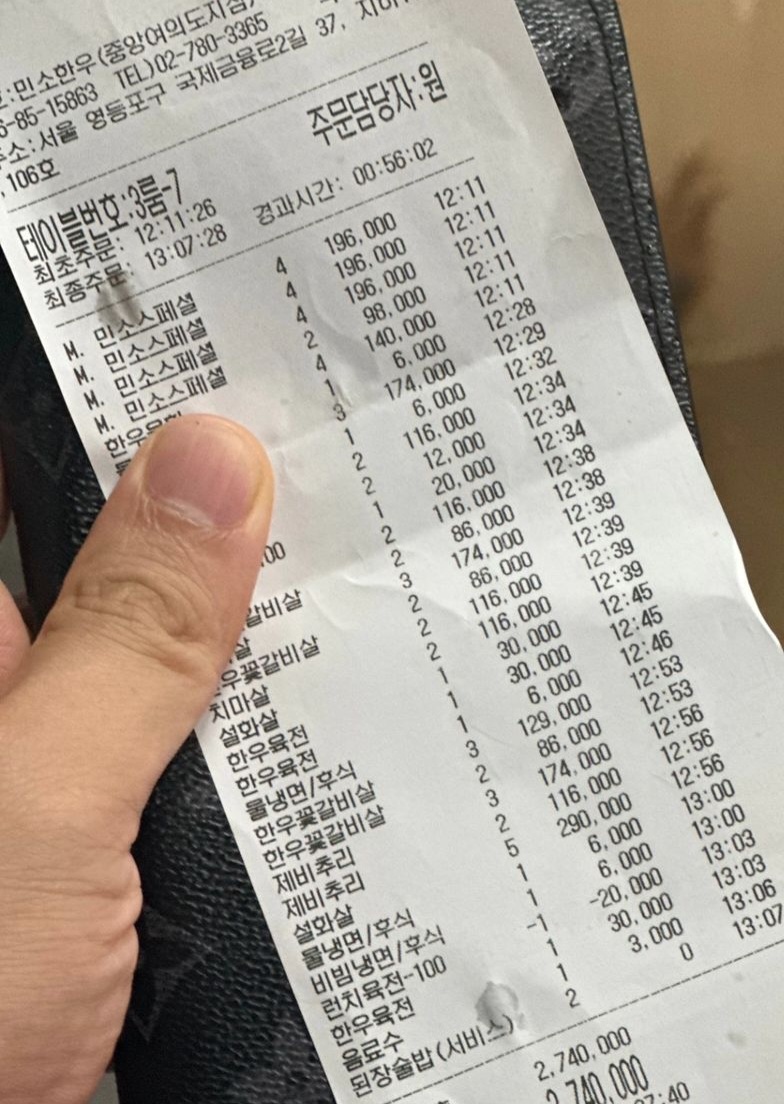 :민소한우(중앙여의도지점)
6-85-15863 TEL)02-780-3365
소:서울 영등포구 국제금융로2길 37,
,106호
주문담당자:원
테이블번호:3룸-7
최초주문: 12:11:26
최종주문: 13:07:28 경과시간: 00:56:02
M. 민소스페셜 4 196,000 12:11
M. 민소스페셜 4 196,000 12:11
M. 민소스페셜 4 196,000 12:11
M. 민소스페셜 2 98,000 12:11
4 140,000 12:11
1 6,000 12:28
3 174,000 12:29
1 6,000 12:32
2 116,000 12:34
2 12,000 12:34
00 1 20,000 12:34
2 116,000 12:38
갈비살 2 86,000 12:38
살 3 174,000 12:39
우꽃갈비살 2 86,000 12:39
치마살 2 116,000 12:39
설화살 2 116,000 12:39
한우육전 1 30,000 12:45
한우육전 1 30,000 12:45
물냉면/후식 1 6,000 12:46
한우꽃갈비살 3 129,000 12:53
한우꽃갈비살 2 86,000 12:53
제비추리 3 174,000 12:56
제비추리 2 116,000 12:56
설화살 5 290,000 12:56
물냉면/후식 1 6,000 13:00
비빔냉면/후식 1 6,000 13:00
런치육전-100 -1 -20,000 13:03
한우육전 1 30,000 13:03
음료수 1 3,000 13:06
된장술밥(서비스) 2 0 13:07
2,740,000
2,740,000